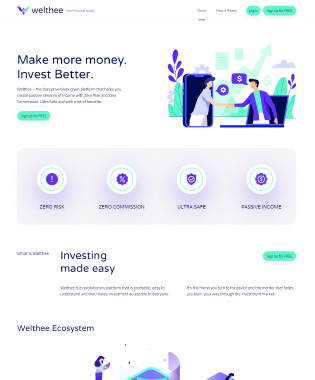 welthee
Your financial buddy
About
How it Works
Log In
Sign up for FREE
Make more money.
Invest Better.
Welthee – the disruptive block chain platform that helps you
create passive streams of income with Zero Risk and Zero
Commission. Ultra Safe and with a lot of benefits.
Sign up for FREE
ZERO RISK
ZERO COMMISSION
ULTRA SAFE
PASSIVE INCOME
What is Welthee
Investing
made easy
Sign up for FREE
Welthee is a revolutionary platform that is profitable, easy to
understand and that makes investment accessible to everyone.
It's the friend you turn to for advice and the mentor that helps
you learn your way through the investment market.
Welthee Ecosystem